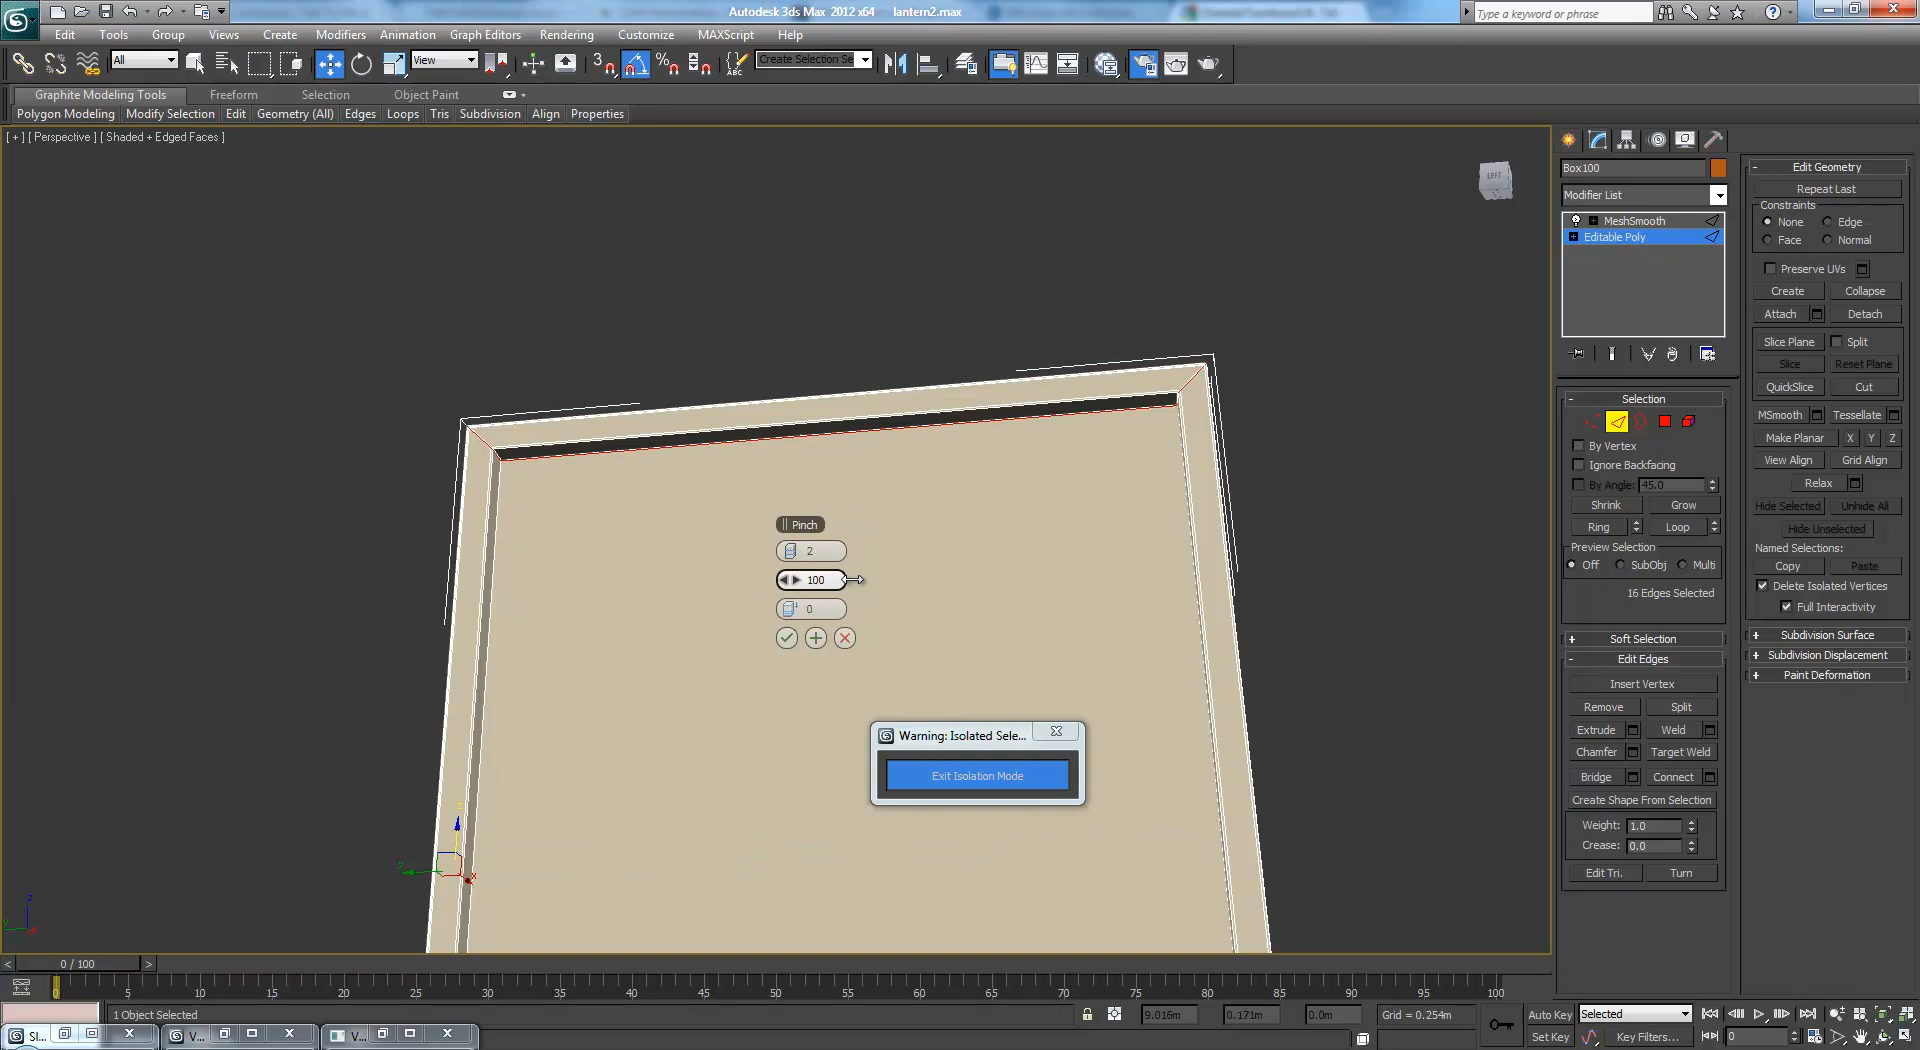 Autodesk 3ds Max 2012 x64 lantern2.max
Type a keyword or phrase
Edit Tools Group Views Create Modifiers Animation Graph Editors Rendering Customize MAXScript Help
All View 3 Create Selection Se
Graphite Modeling Tools Freeform Selection Object Paint
Polygon Modeling Modify Selection Edit Geometry (All) Edges Loops Tris Subdivision Align Properties
[ + ] [ Perspective ] [ Shaded + Edged Faces ]
LEFT
Pinch
2
100
0
Warning: Isolated Sele...
Exit Isolation Mode
Box100
Modifier List
MeshSmooth
Editable Poly
Selection
By Vertex
Ignore Backfacing
By Angle: 45.0
Shrink Grow
Ring Loop
Preview Selection
Off SubObj Multi
16 Edges Selected
Soft Selection
Edit Edges
Insert Vertex
Remove Split
Extrude Weld
Chamfer Target Weld
Bridge Connect
Create Shape From Selection
Weight: 1.0
Crease: 0.0
Edit Tri. Turn
Edit Geometry
Repeat Last
Constraints
None Edge
Face Normal
Preserve UVs
Create Collapse
Attach Detach
Slice Plane Split
Slice Reset Plane
QuickSlice Cut
MSmooth Tessellate
Make Planar X Y Z
View Align Grid Align
Relax
Hide Selected Unhide All
Hide Unselected
Named Selections:
Copy Paste
Delete Isolated Vertices
Full Interactivity
Subdivision Surface
Subdivision Displacement
Paint Deformation
< 0 / 100 >
0 5 10 15 20 25 30 35 40 45 50 55 60 65 70 75 80 85 90 95 100
1 Object Selected
9.016m 0.171m 0.0m Grid = 0.254m
Auto Key Selected
Set Key Key Filters... 0
Sl... V... V...